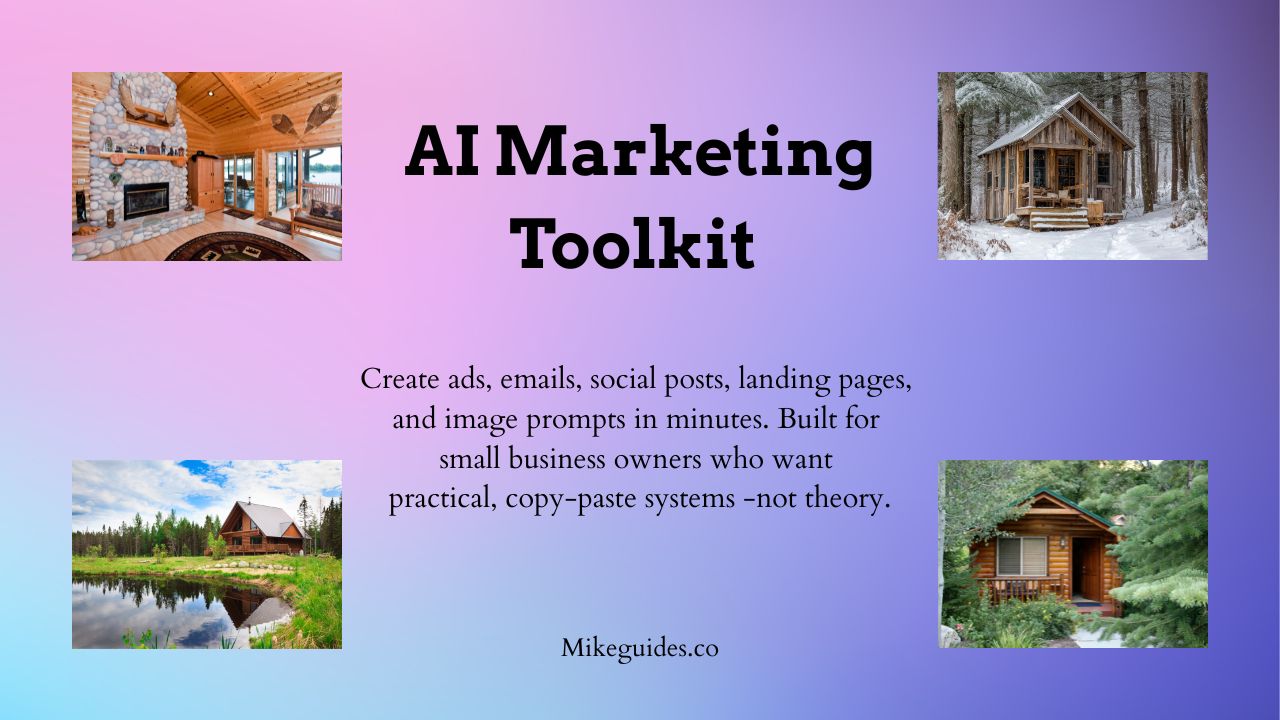 AI Marketing
Toolkit
Create ads, emails, social posts, landing pages,
and image prompts in minutes. Built for
small business owners who want
practical, copy-paste systems -not theory.
Mikeguides.co